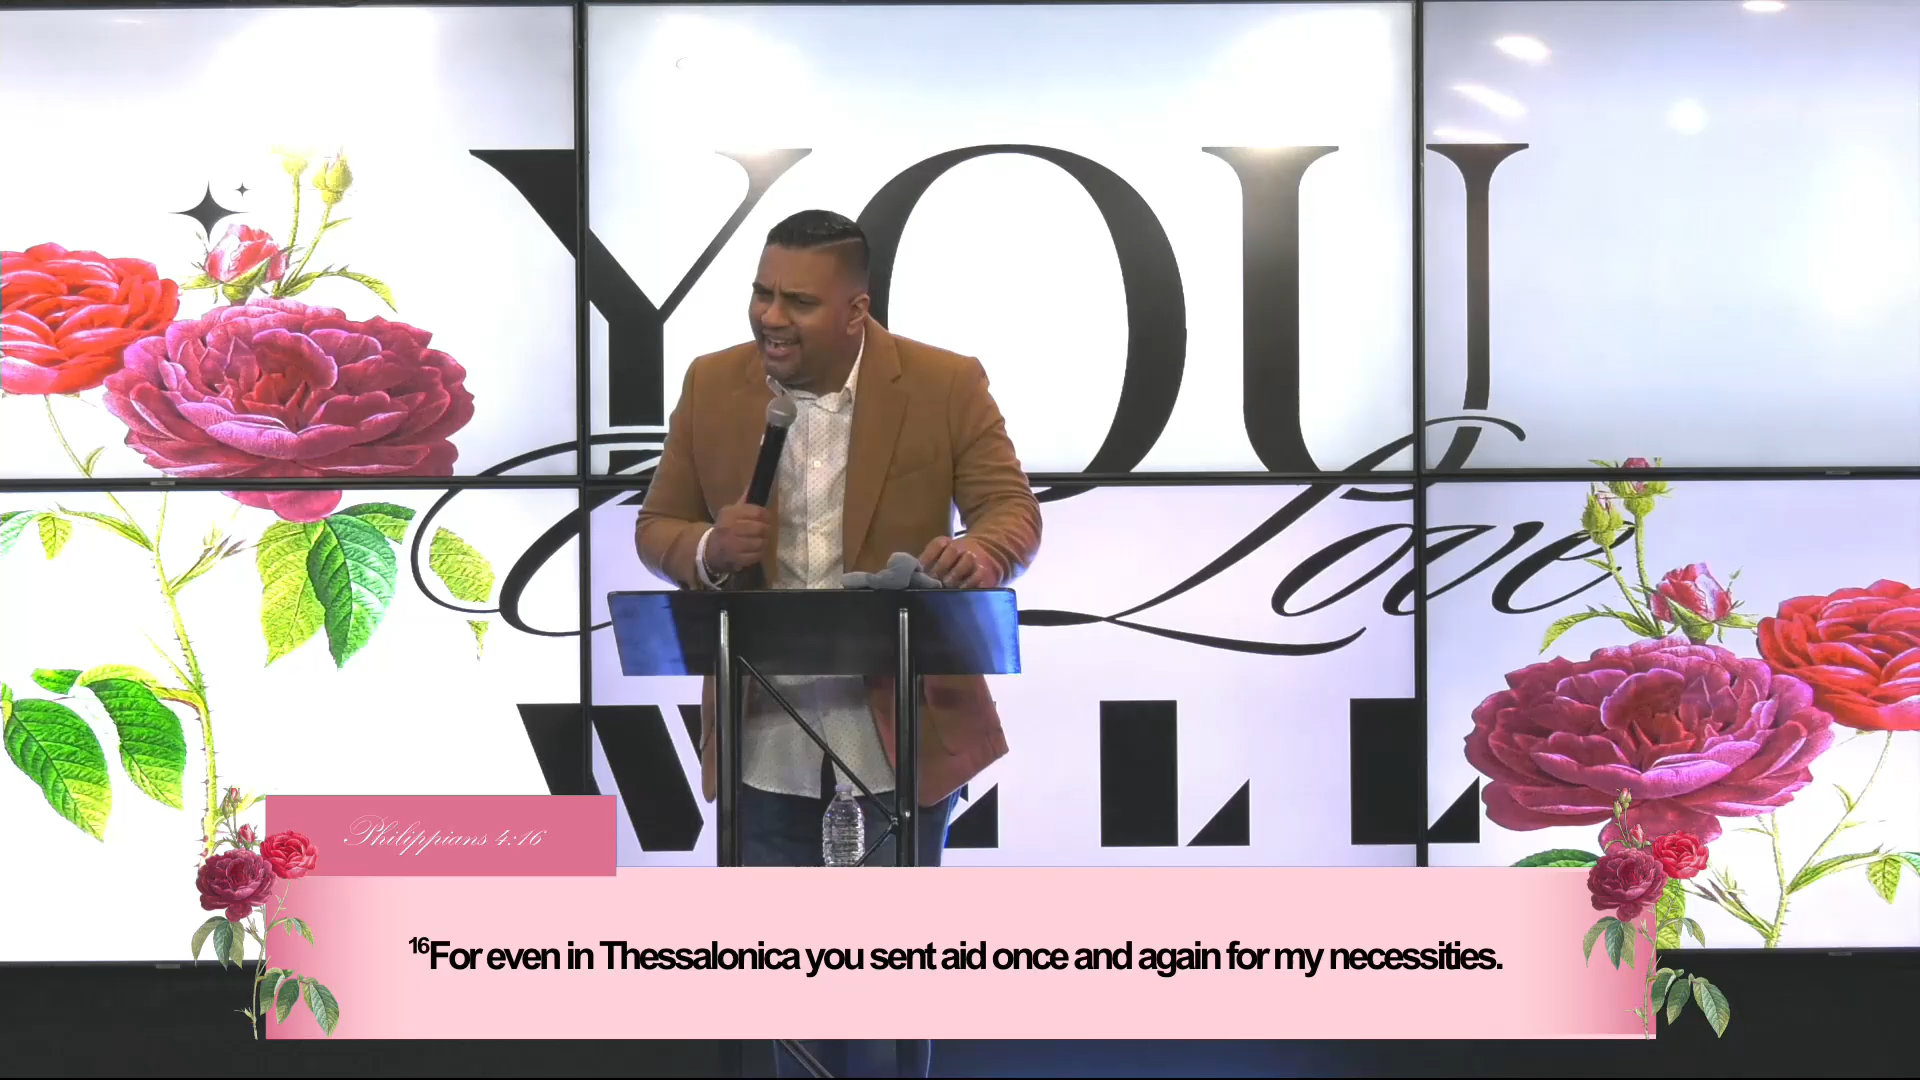 YOU
Love
WELL
Philippians 4:16
16For even in Thessalonica you sent aid once and again for my necessities.